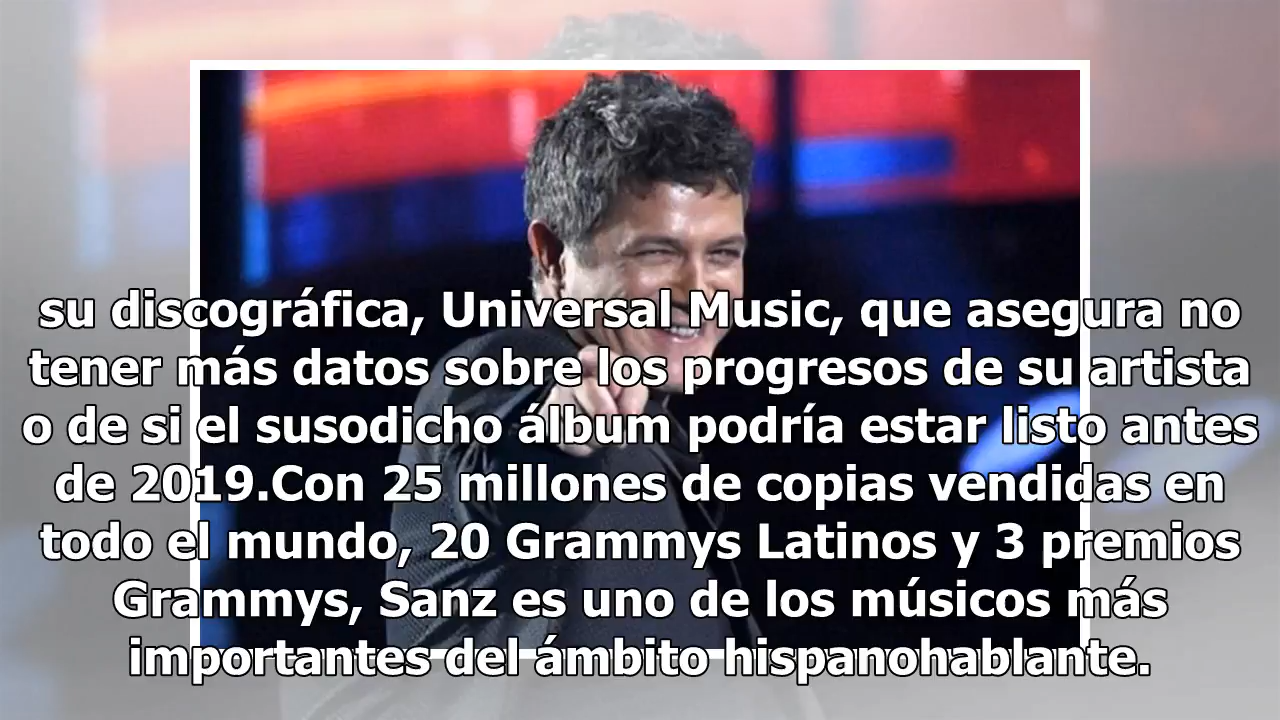 su discográfica, Universal Music, que asegura no
tener más datos sobre los progresos de su artista
o de si el susodicho álbum podría estar listo antes
de 2019.Con 25 millones de copias vendidas en
todo el mundo, 20 Grammys Latinos y 3 premios
Grammys, Sanz es uno de los músicos más
importantes del ámbito hispanohablante.